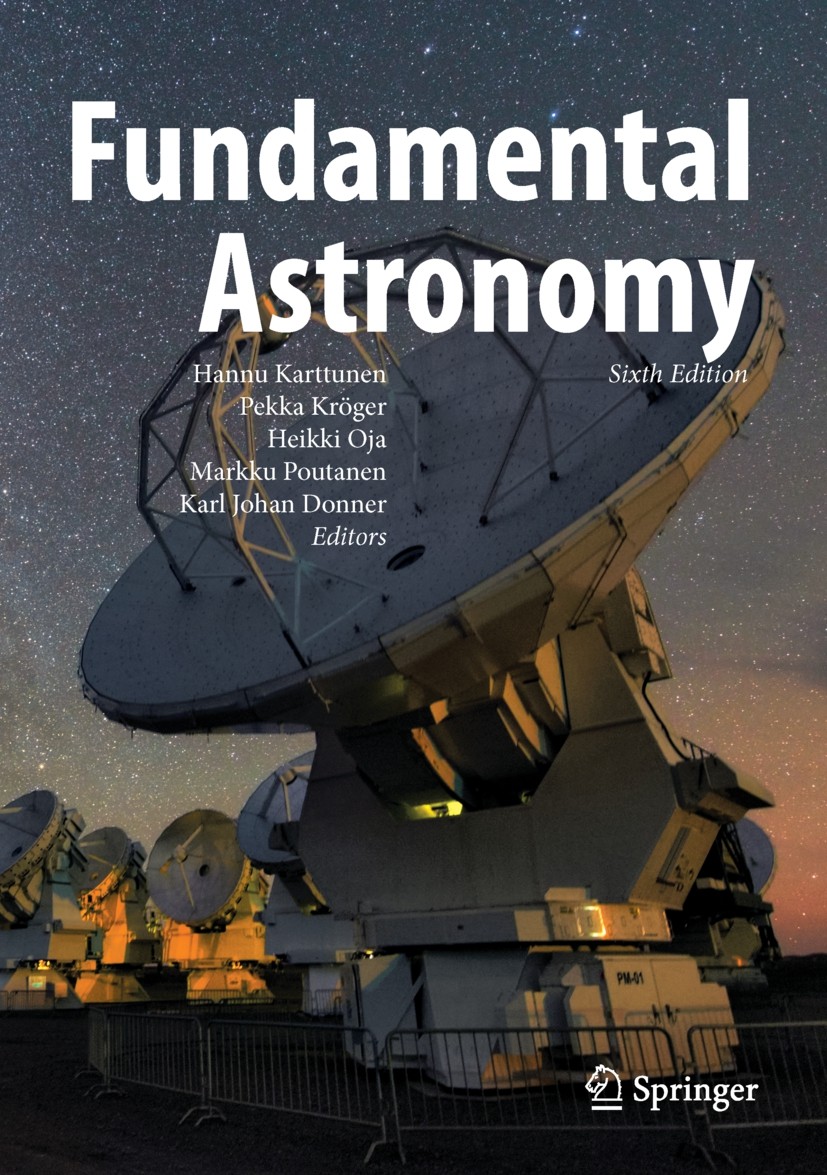 Fundamental
Astronomy
Hannu Karttunen
Pekka Kröger
Heikki Oja
Markku Poutanen
Karl Johan Donner
Editors
Sixth Edition
PM-01
Springer